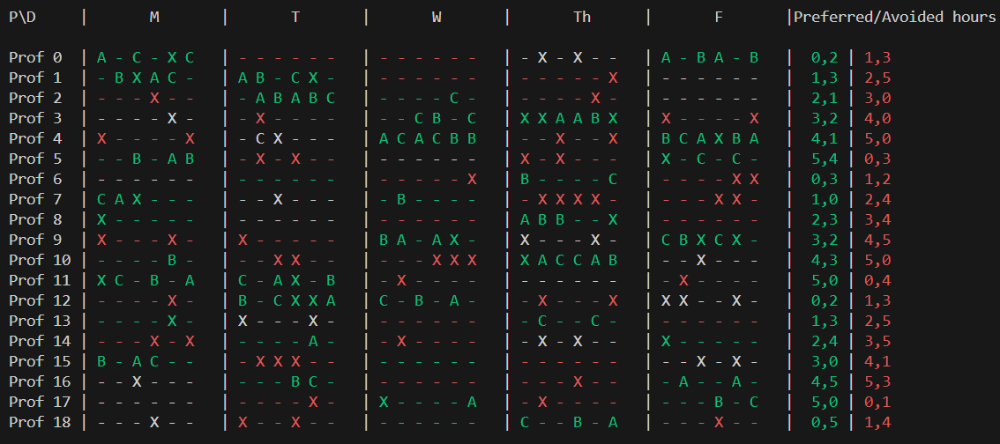 P\D | M | T | W | Th | F |Preferred/Avoided hours
Prof 0 | A - C - X C | - - - - - - | - - - - - - | - X - X - - | A - B A - B | 0,2 | 1,3
Prof 1 | - B X A C - | A B - C X - | - - - - - - | - - - - - X | - - - - - - | 1,3 | 2,5
Prof 2 | - - - X - - | - A B A B C | - - - - C - | - - - - X - | - - - - - - | 2,1 | 3,0
Prof 3 | - - - - X - | - X - - - - | - - C B - C | X X A A B X | X - - - - X | 3,2 | 4,0
Prof 4 | X - - - - X | - C X - - - | A C A C B B | - - X - - X | B C A X B A | 4,1 | 5,0
Prof 5 | - - B - A B | - X - X - - | - - - - - - | X - X - - - | X - C - C - | 5,4 | 0,3
Prof 6 | - - - - - - | - - - - - - | - - - - - X | B - - - - C | - - - - X X | 0,3 | 1,2
Prof 7 | C A X - - - | - - X - - - | - B - - - - | - X X X X - | - - - X X - | 1,0 | 2,4
Prof 8 | X - - - - - | - - - - - - | - - - - - - | A B B - - X | - - - - - - | 2,3 | 3,4
Prof 9 | X - - - X - | X - - - - - | B A - A X - | X - - - X - | C B X C X - | 3,2 | 4,5
Prof 10 | - - - - B - | - - X X - - | - - - X X X | X A C C A B | - - X - - - | 4,3 | 5,0
Prof 11 | X C - B - A | C - A X - B | - X - - - - | - - - - - - | - X - - - - | 5,0 | 0,4
Prof 12 | - - - - X - | B - C X X A | C - B - A - | - X - - - X | X X - - X - | 0,2 | 1,3
Prof 13 | - - - - X - | X - - - X - | - - - - - - | - C - - C - | - - - - - - | 1,3 | 2,5
Prof 14 | - - - X - X | - - - - A - | - X - - - - | - X - X - - | X - - - - - | 2,4 | 3,5
Prof 15 | B - A C - - | - X X X - - | - - - - - - | - - - - - - | - - X - X - | 3,0 | 4,1
Prof 16 | - - X - - - | - - - B C - | - - - - - - | - - - X - - | - A - - A - | 4,5 | 5,3
Prof 17 | - - - - - - | - - - - X - | X - - - - A | - X - - - - | - - - B - C | 5,0 | 0,1
Prof 18 | - - - X - - | X - - X - - | - - - - - - | C - - B - A | - - - X - - | 0,5 | 1,4